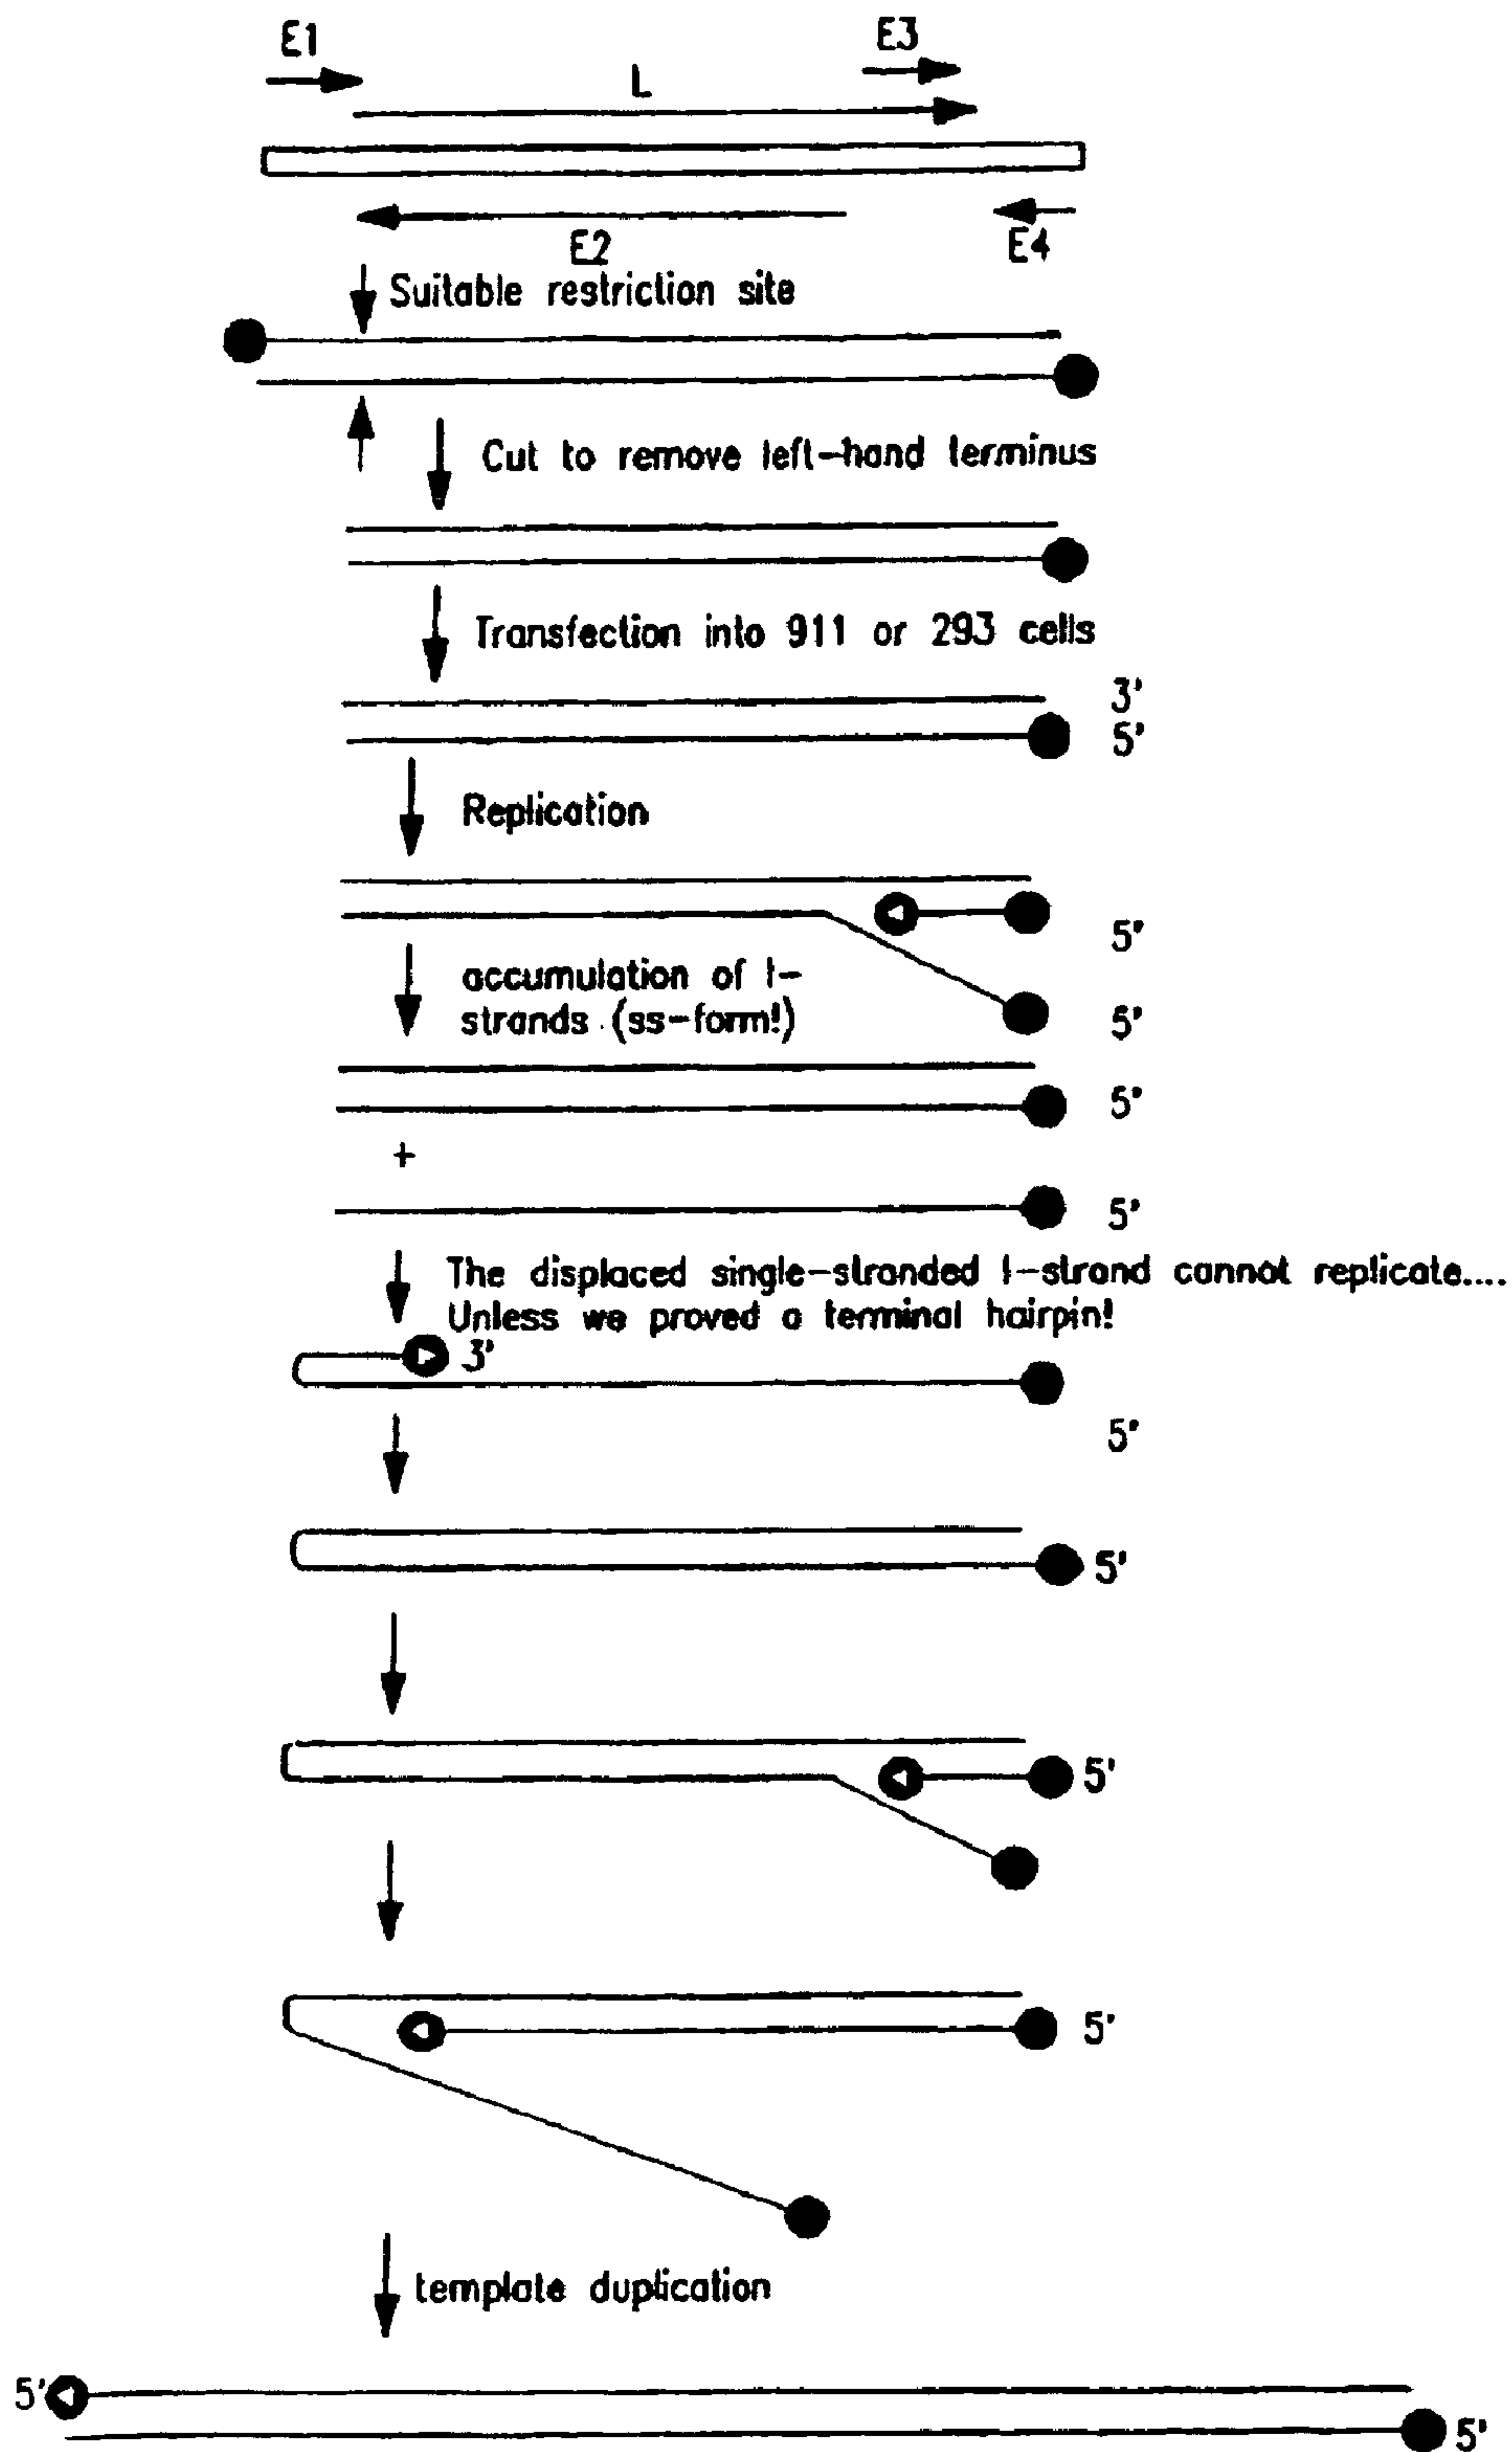 E1
E3
L
E2
E4
Suitable restriction site
Cut to remove left-hand terminus
Transfection into 911 or 293 cells
3'
5'
Replication
5'
accumulation of l-
strands (ss-form!)
5'
5'
+
5'
The displaced single-stranded l-strand cannot replicate....
Unless we proved a terminal hairpin!
3'
5'
5'
5'
5'
template duplication
5'
5'